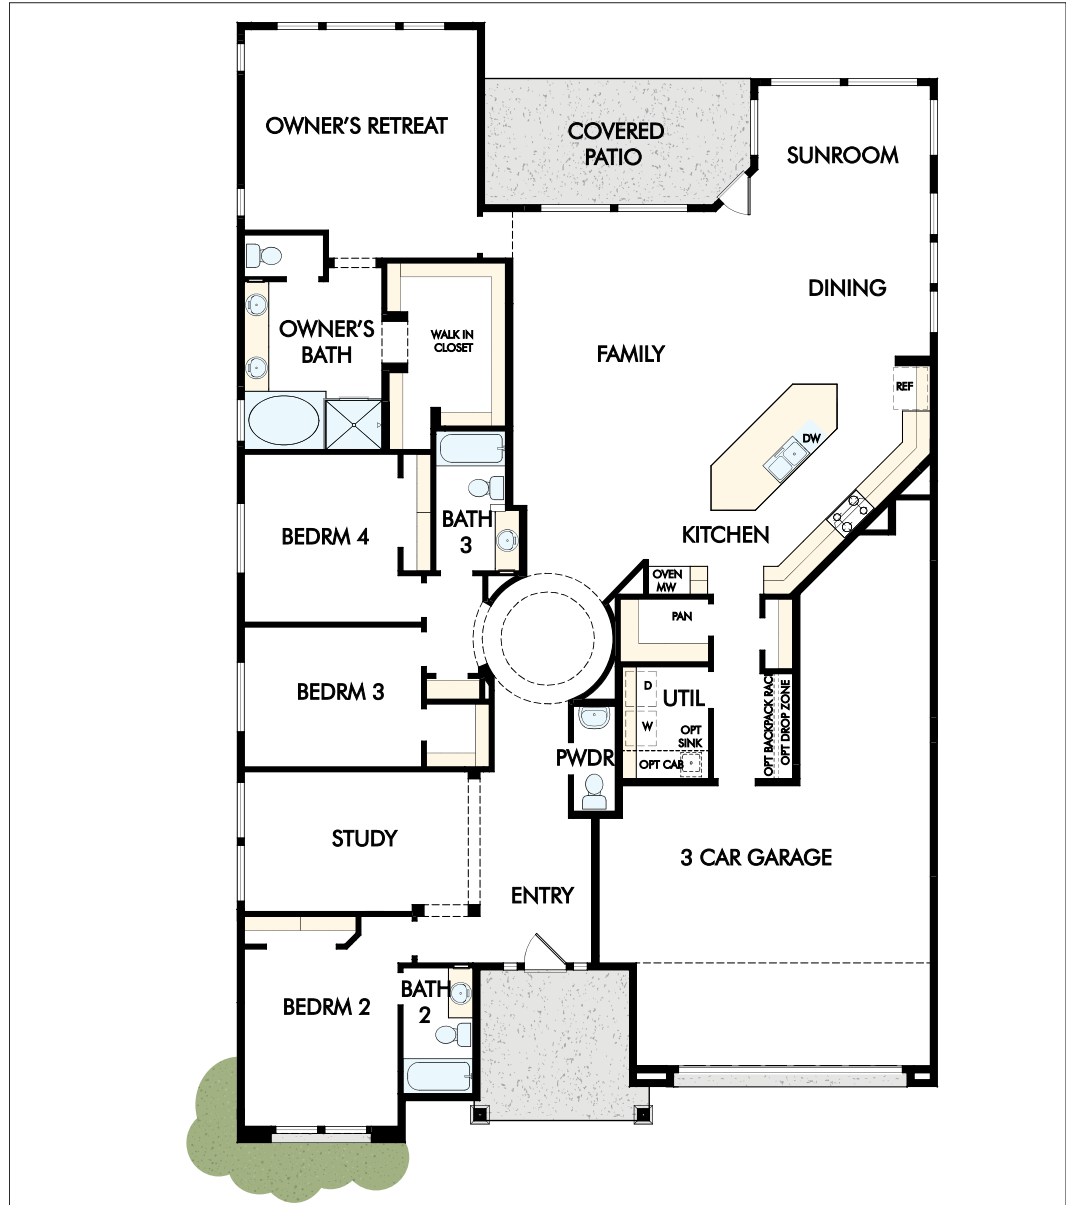 OWNER'S RETREAT
COVERED
PATIO
SUNROOM
DINING
OWNER'S
BATH
WALK IN
CLOSET
FAMILY
REF
DW
BEDRM 4
BATH
3
KITCHEN
OVEN
MW
PAN
BEDRM 3
D
UTIL
W
OPT
SINK
OPT CAB
OPT BACKPACK RACK
OPT DROP ZONE
PWDR
STUDY
3 CAR GARAGE
ENTRY
BEDRM 2
BATH
2